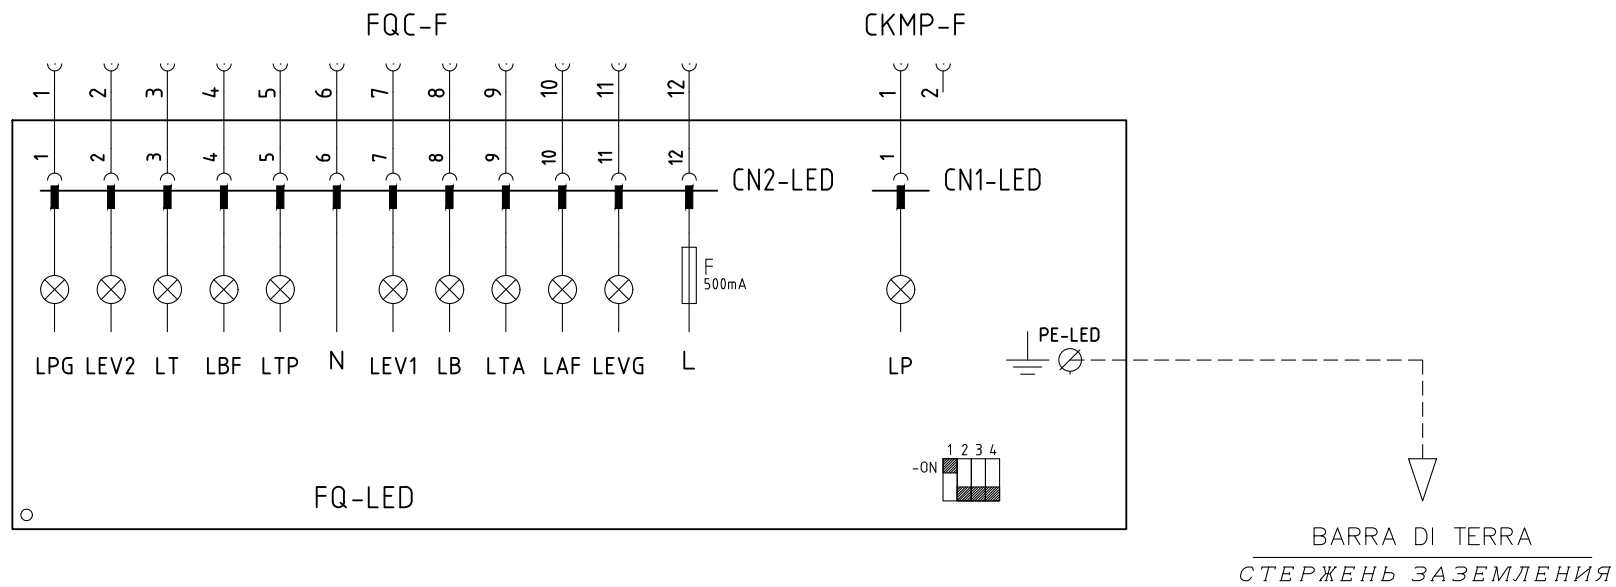 FQC-F CKMP-F
1 2 3 4 5 6 7 8 9 10 11 12 1 2
1 2 3 4 5 6 7 8 9 10 11 12 1
CN2-LED CN1-LED
F
500mA
PE-LED
LPG LEV2 LT LBF LTP N LEV1 LB LTA LAF LEVG L LP
1 2 3 4
-ON
FQ-LED
BARRA DI TERRA
СТЕРЖЕНЬ ЗАЗЕМЛЕНИЯ